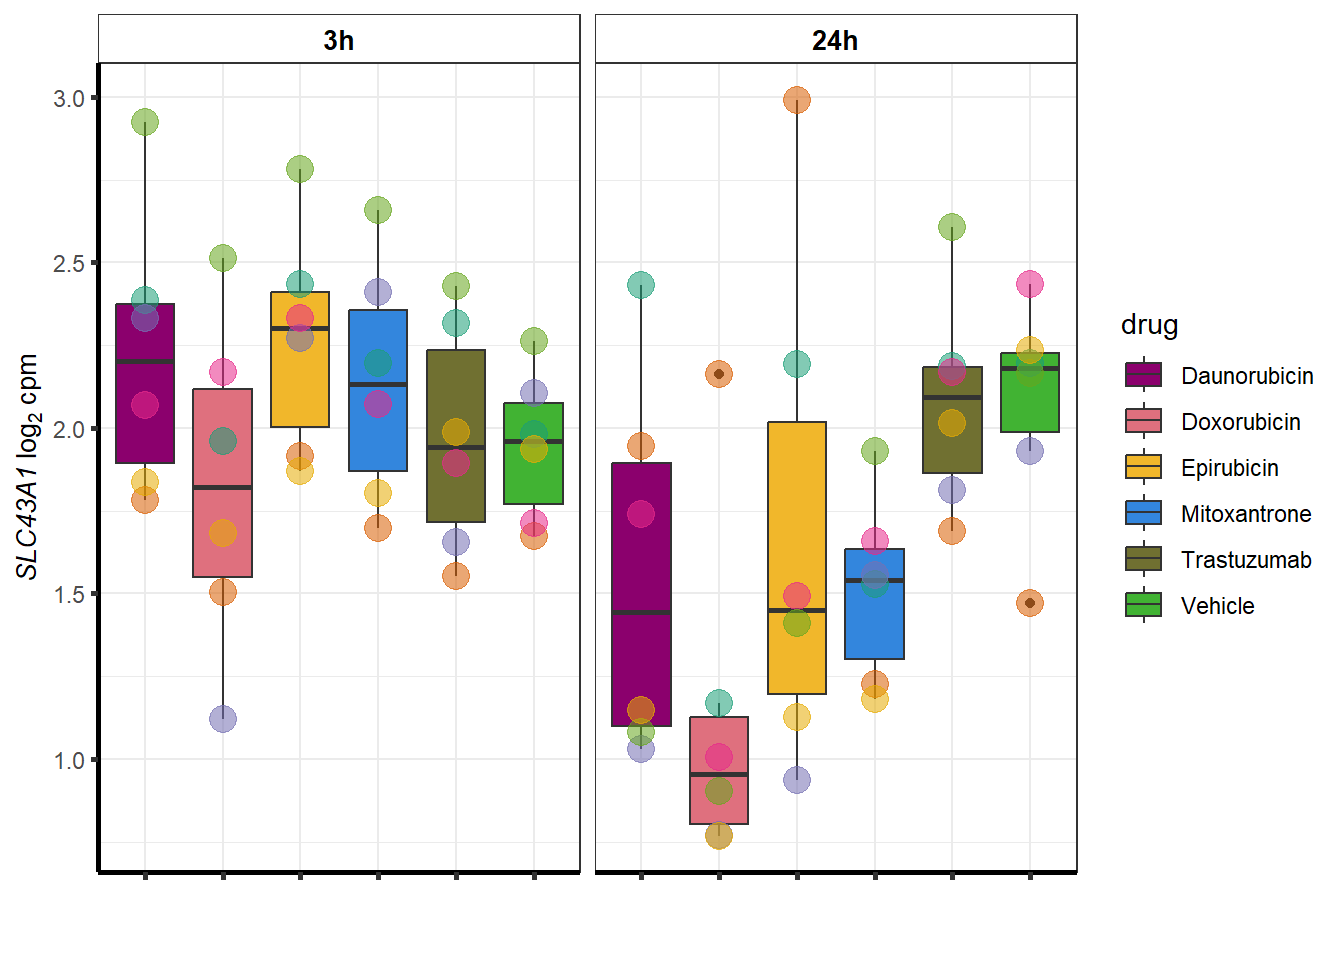 3h
24h
3.0
2.5
2.0
1.5
1.0
SLC43A1 log2 cpm
drug
Daunorubicin
Doxorubicin
Epirubicin
Mitoxantrone
Trastuzumab
Vehicle